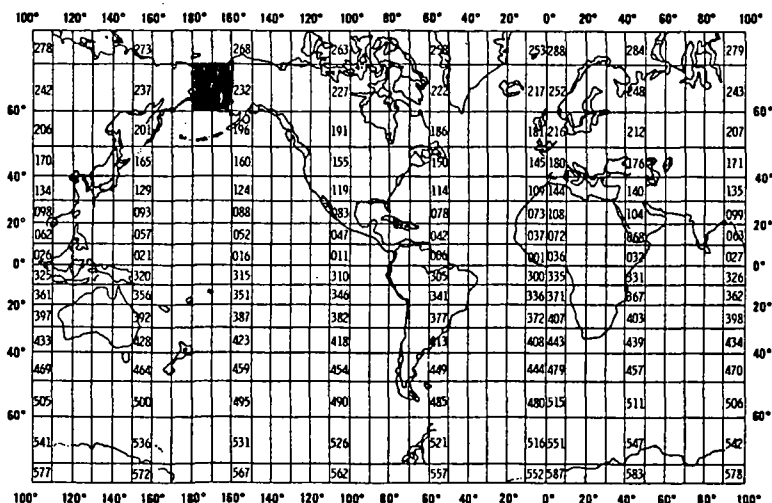 100° 120° 140° 160° 180° 160° 140° 120° 100° 80° 60° 40° 20° 0° 20° 40° 60° 80° 100°
278 273 268 263 258 253 288 284 279
242 237 232 227 222 217 252 248 243
60° 60°
206 201 196 191 186 181 216 212 207
170 165 160 155 150 145 180 176 171
40° 40°
134 129 124 119 114 109 144 140 135
098 093 088 083 078 073 108 104 099
20° 20°
062 057 052 047 042 037 072 068 063
026 021 016 011 006 001 036 032 027
0° 0°
325 320 315 310 305 300 335 331 326
361 356 351 346 341 336 371 367 362
20° 20°
397 392 387 382 377 372 407 403 398
433 428 423 418 413 408 443 439 434
40° 40°
469 464 459 454 449 444 479 457 470
505 500 495 490 485 480 515 511 506
60° 60°
541 536 531 526 521 516 551 547 542
577 572 567 562 557 552 587 583 578
100° 120° 140° 160° 180° 160° 140° 120° 100° 80° 60° 40° 20° 0° 20° 40° 60° 80° 100°